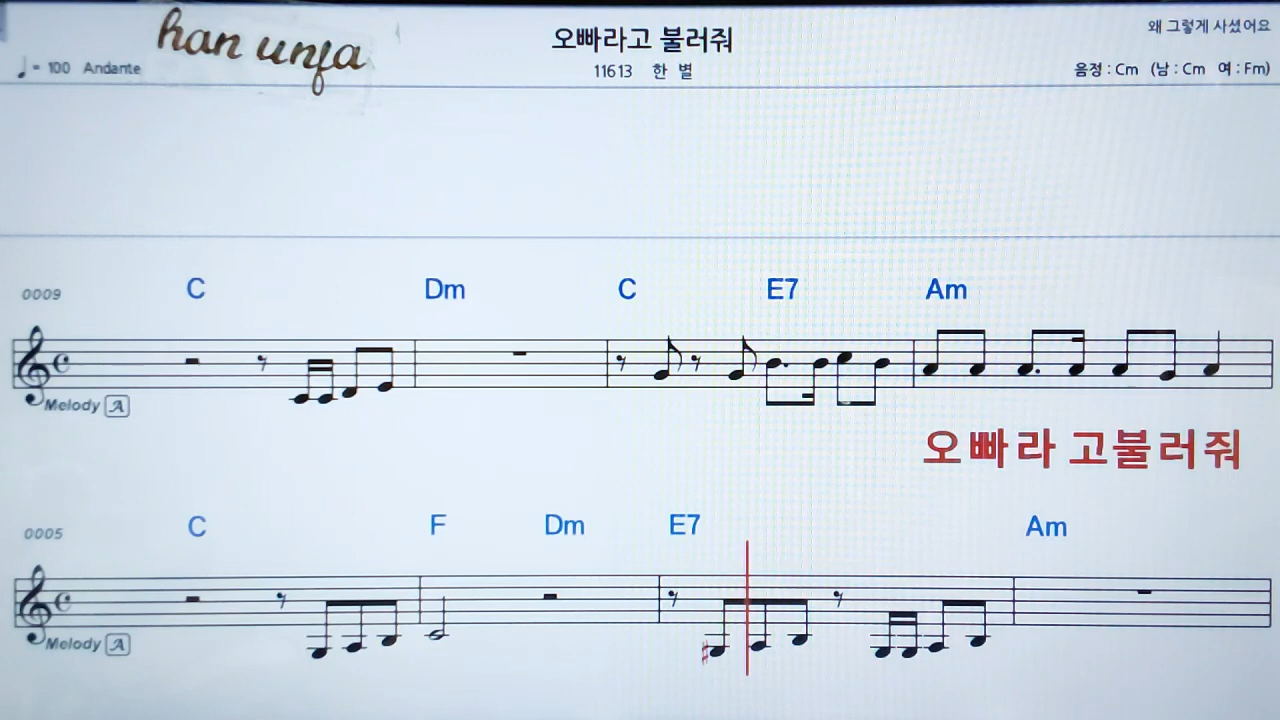 han unfa
오빠라고 불러줘
왜 그렇게 사셨어요
♩= 100 Andante
11613 한 별
음정 : Cm (남 : Cm 여 : Fm)
0009 C Dm C E7 Am
Melody A
오빠라 고불러줘
0005 C F Dm E7 Am
Melody A